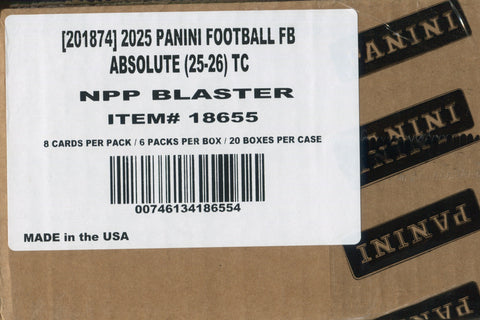 [201874] 2025 PANINI FOOTBALL FB
ABSOLUTE (25-26) TC
NPP BLASTER
ITEM# 18655
8 CARDS PER PACK / 6 PACKS PER BOX / 20 BOXES PER CASE
00746134186554
MADE in the USA
PANINI
PANINI
PANINI
PANINI